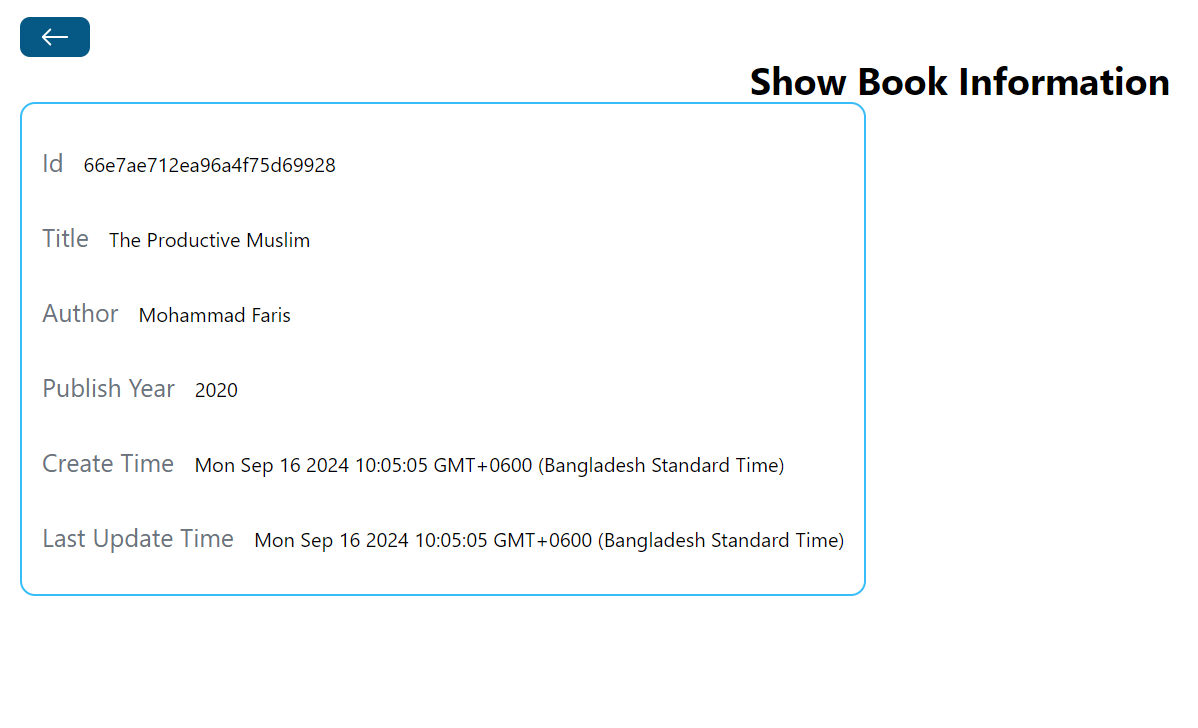 Show Book Information
Id 66e7ae712ea96a4f75d69928
Title The Productive Muslim
Author Mohammad Faris
Publish Year 2020
Create Time Mon Sep 16 2024 10:05:05 GMT+0600 (Bangladesh Standard Time)
Last Update Time Mon Sep 16 2024 10:05:05 GMT+0600 (Bangladesh Standard Time)